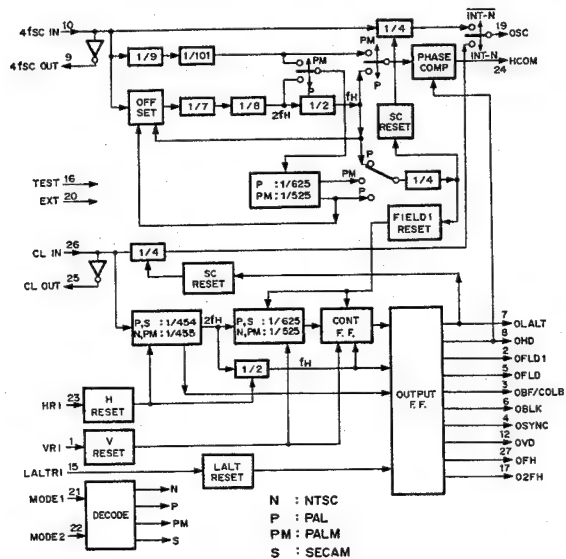 4fSC IN 10
9
4fSC OUT
1/9
1/101
PM
P
1/4
PM
P
INT-N
INT-N
19
OSC
PHASE
COMP
HCOM
24
OFF
SET
1/7
1/8
2fH
1/2
fH
SC
RESET
P : 1/625
PM : 1/525
PM
P
P
1/4
FIELD1
RESET
TEST 16
EXT 20
CL IN 26
CL OUT 25
1/4
SC
RESET
P,S : 1/454
N,PM : 1/455
2fH
P,S : 1/625
N,PM : 1/525
CONT
F.F.
1/2
fH
OUTPUT
F.F.
7
OLALT
8
OHD
2
OFLD1
5
OFLD
3
OBF/COLB
6
OBLK
4
OSYNC
12
OVD
27
OFH
17
O2FH
HRI 23
H
RESET
VRI 1
V
RESET
LALTRI 15
LALT
RESET
MODE1 21
MODE2 22
DECODE
N
P
PM
S
N : NTSC
P : PAL
PM : PALM
S : SECAM